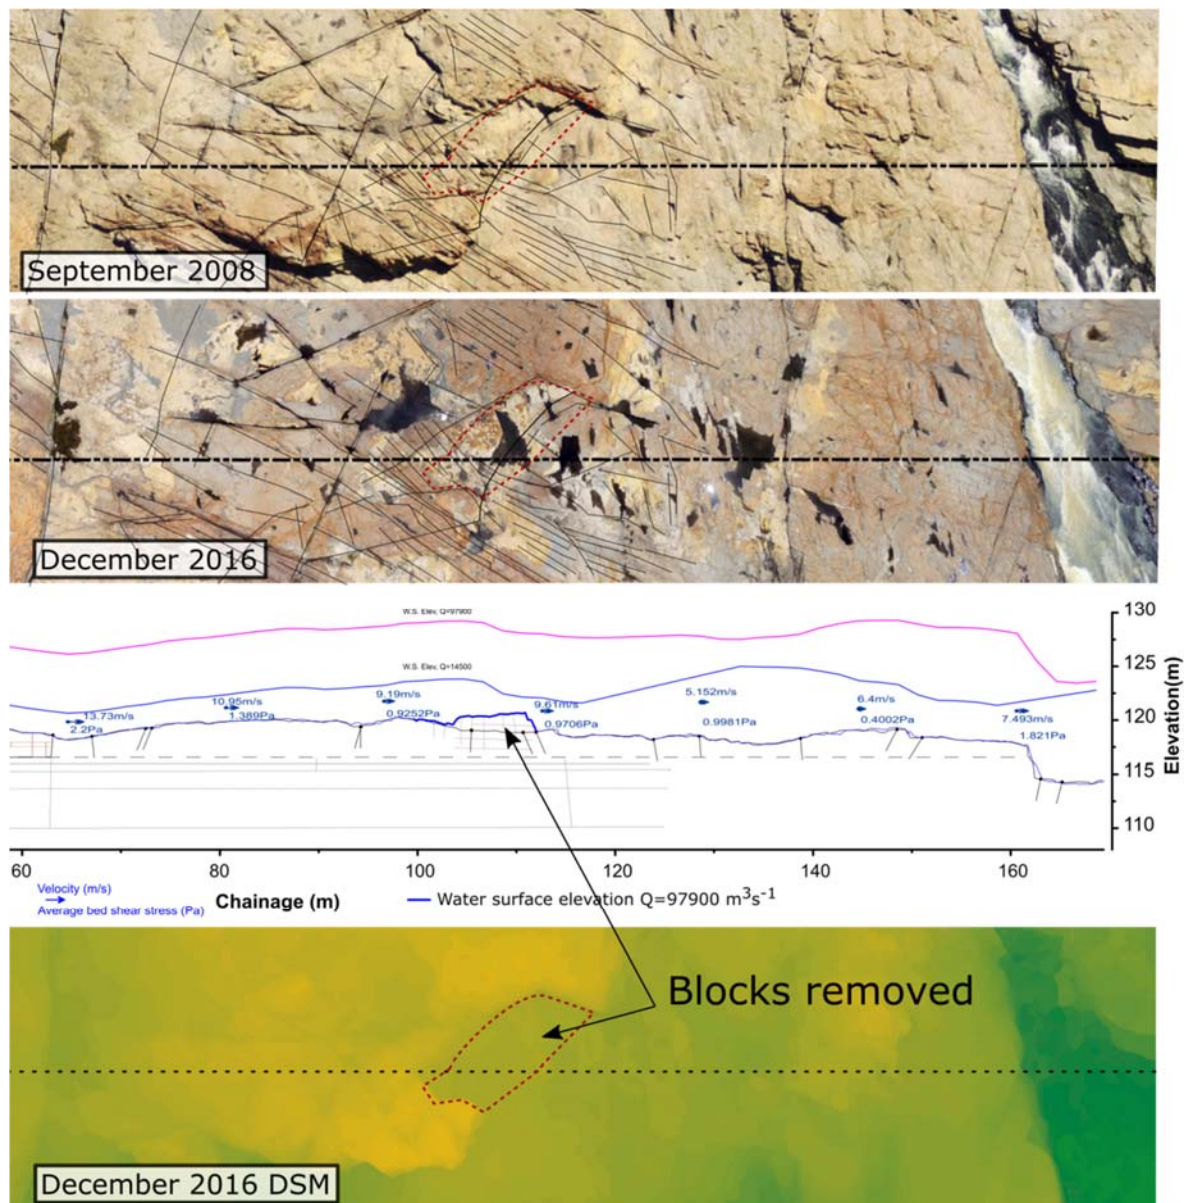 September 2008
December 2016
W.S. Elev, Q=97900
W.S. Elev, Q=14500
13.73m/s
2.2Pa
10.95m/s
1.389Pa
9.19m/s
0.9252Pa
9.61m/s
0.9706Pa
5.152m/s
0.9981Pa
6.4m/s
0.4002Pa
7.493m/s
1.821Pa
130
125
120
115
110
Elevation(m)
60 80 100 120 140 160
Velocity (m/s)
Average bed shear stress (Pa)
Chainage (m)
Water surface elevation Q=97900 m³s⁻¹
Blocks removed
December 2016 DSM